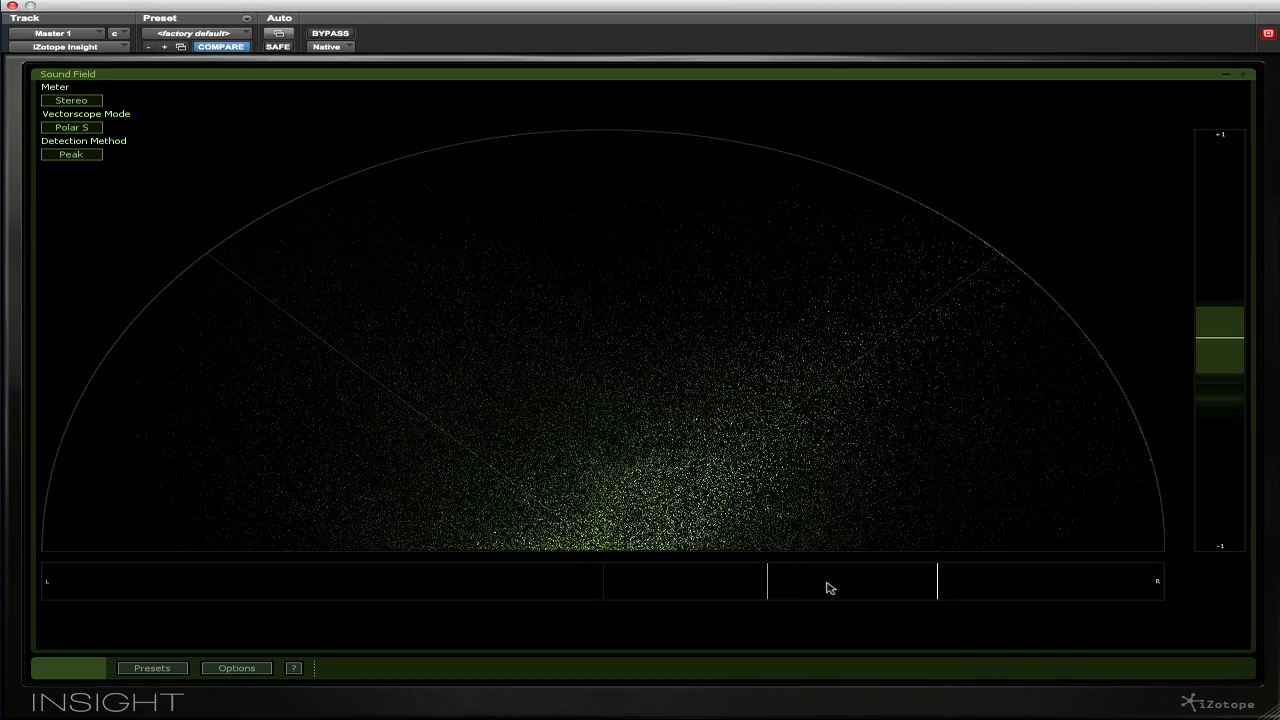 Track
Preset
Auto
Master 1
c
<factory default>
BYPASS
iZotope Insight
- +
COMPARE
SAFE
Native
Sound Field
Meter
Stereo
Vectorscope Mode
Polar S
Detection Method
Peak
+1
-1
L
R
Presets
Options
?
INSIGHT
iZotope